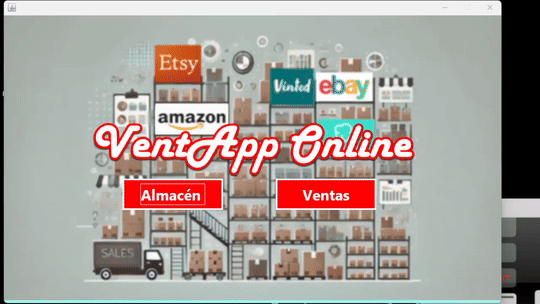 Etsy
Vinted
ebay
amazon
VentApp Online
Almacén
Ventas
SALES